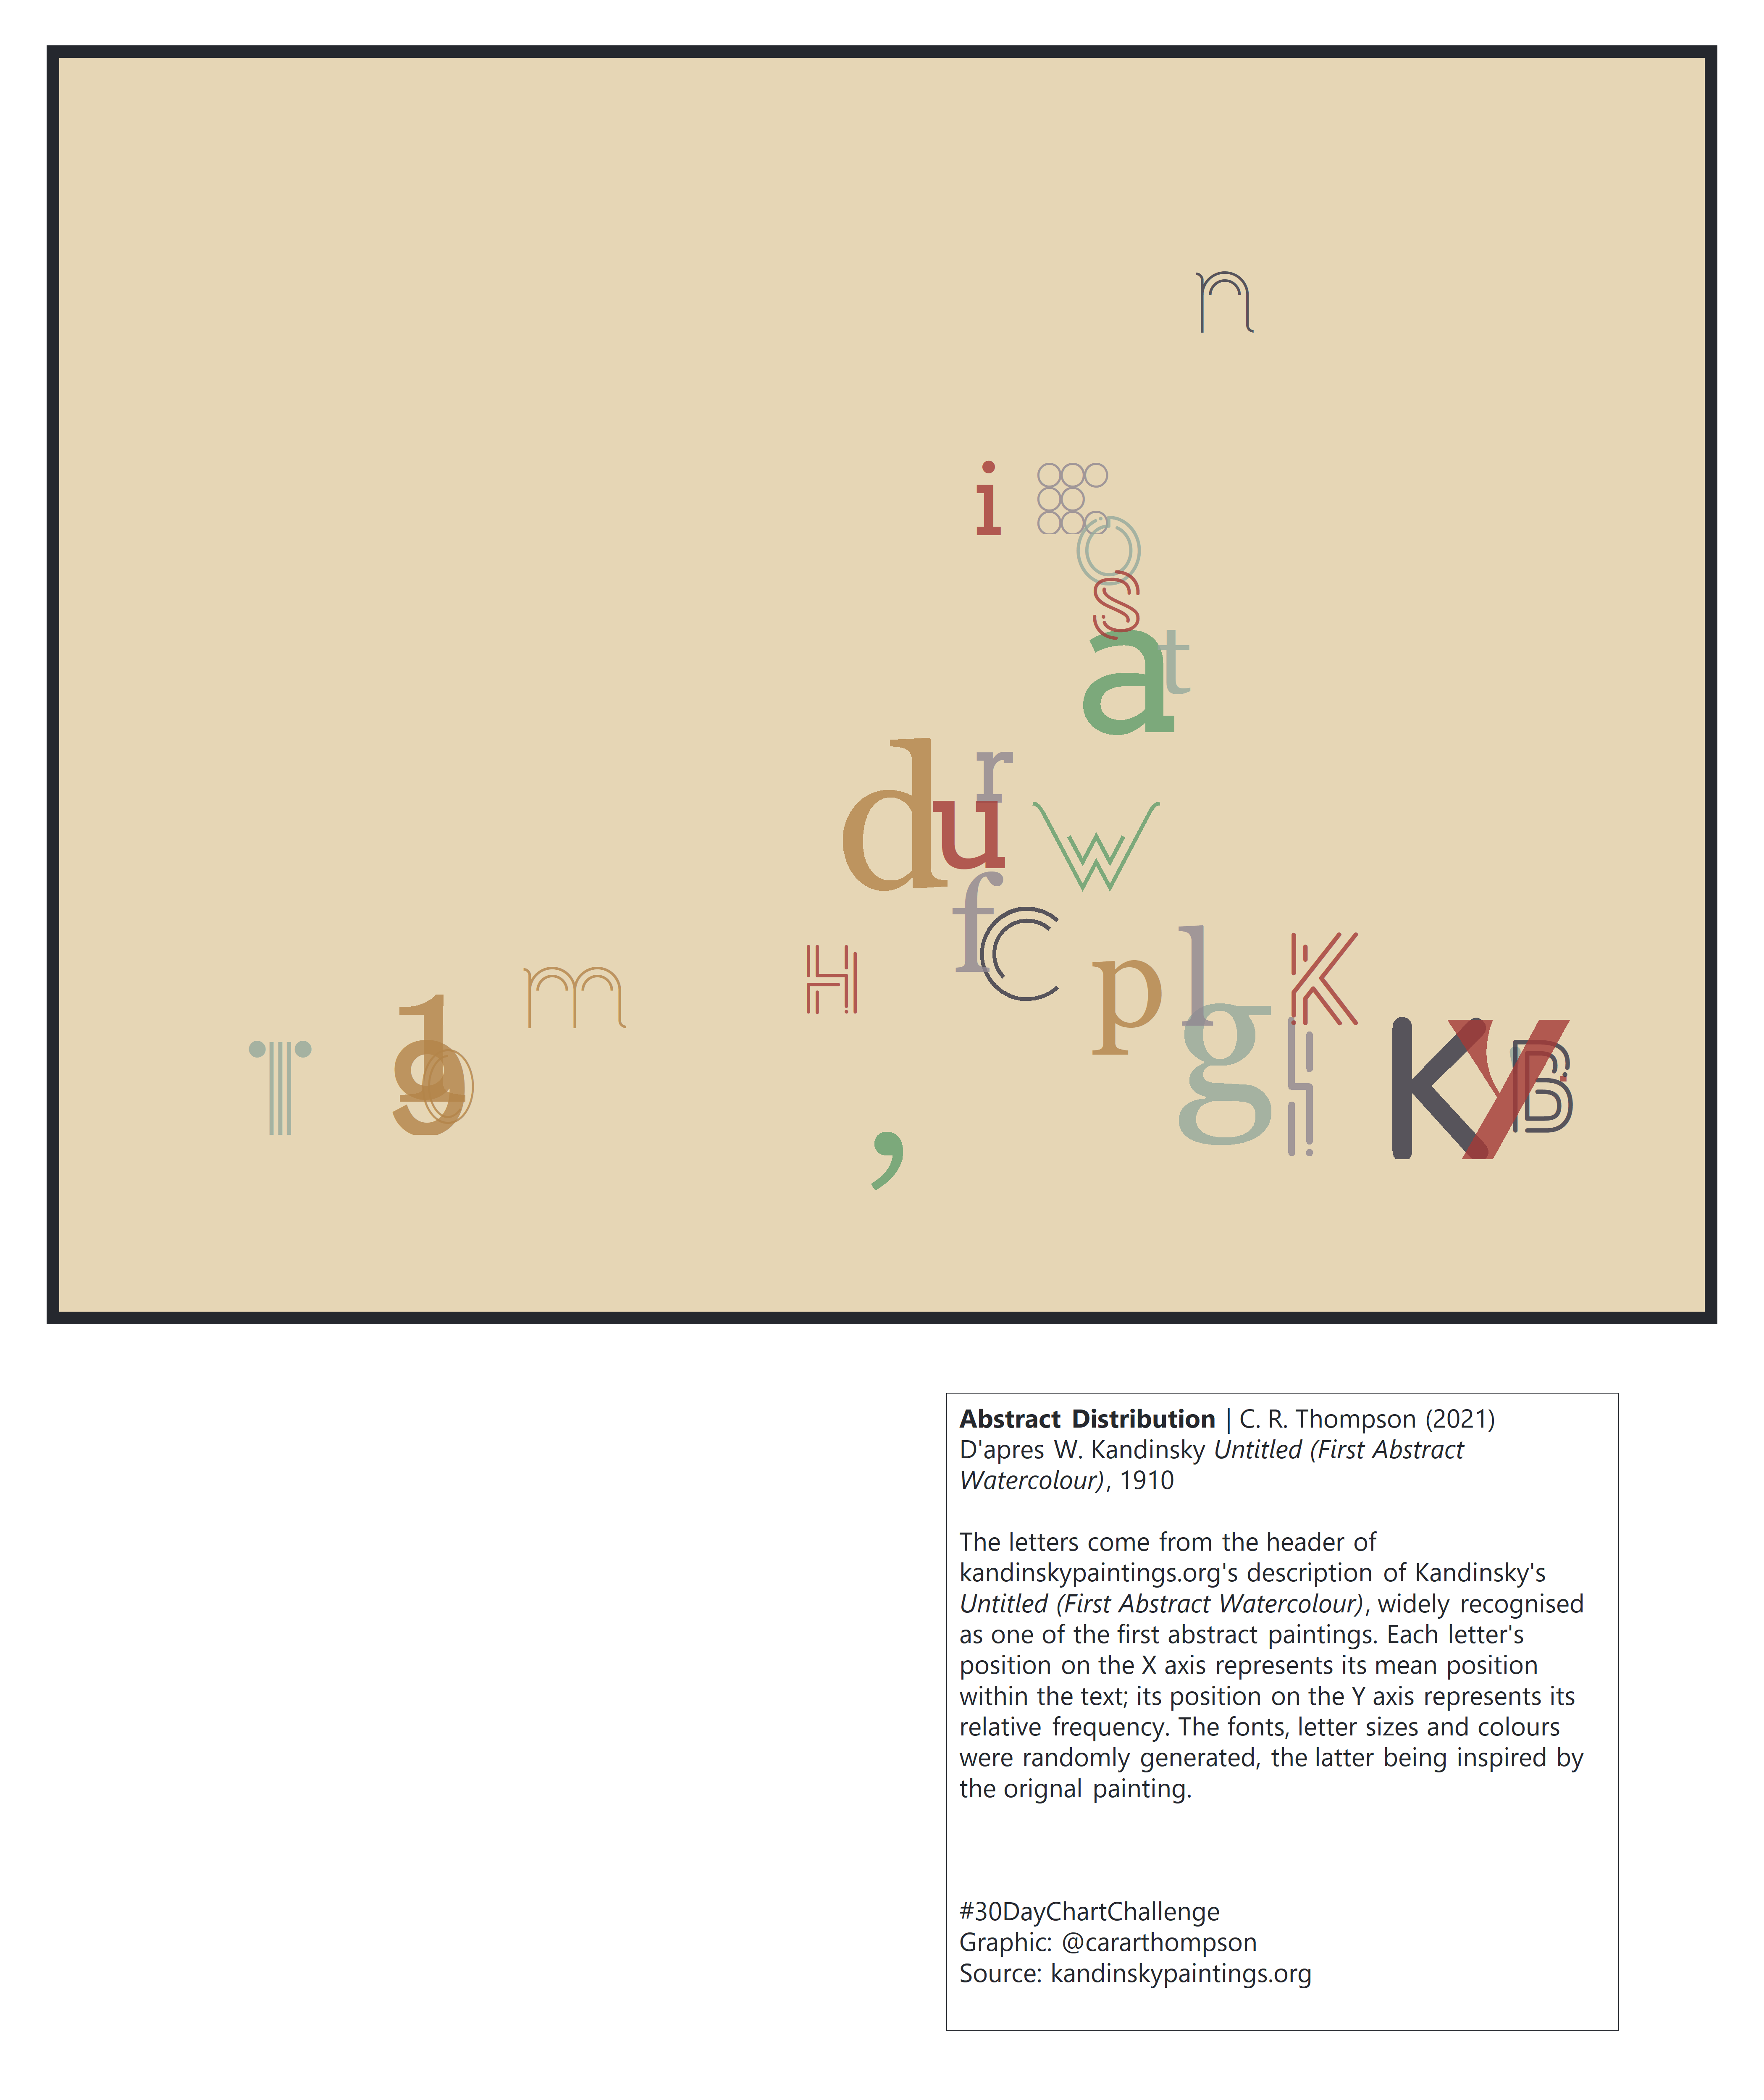 n
i E
o
s
a t
d r
u w
f C
H p l K
m
T 1 9 0 g h k y B
,
Abstract Distribution | C. R. Thompson (2021)
D'apres W. Kandinsky Untitled (First Abstract
Watercolour), 1910
The letters come from the header of
kandinskypaintings.org's description of Kandinsky's
Untitled (First Abstract Watercolour), widely recognised
as one of the first abstract paintings. Each letter's
position on the X axis represents its mean position
within the text; its position on the Y axis represents its
relative frequency. The fonts, letter sizes and colours
were randomly generated, the latter being inspired by
the orignal painting.
#30DayChartChallenge
Graphic: @cararthompson
Source: kandinskypaintings.org